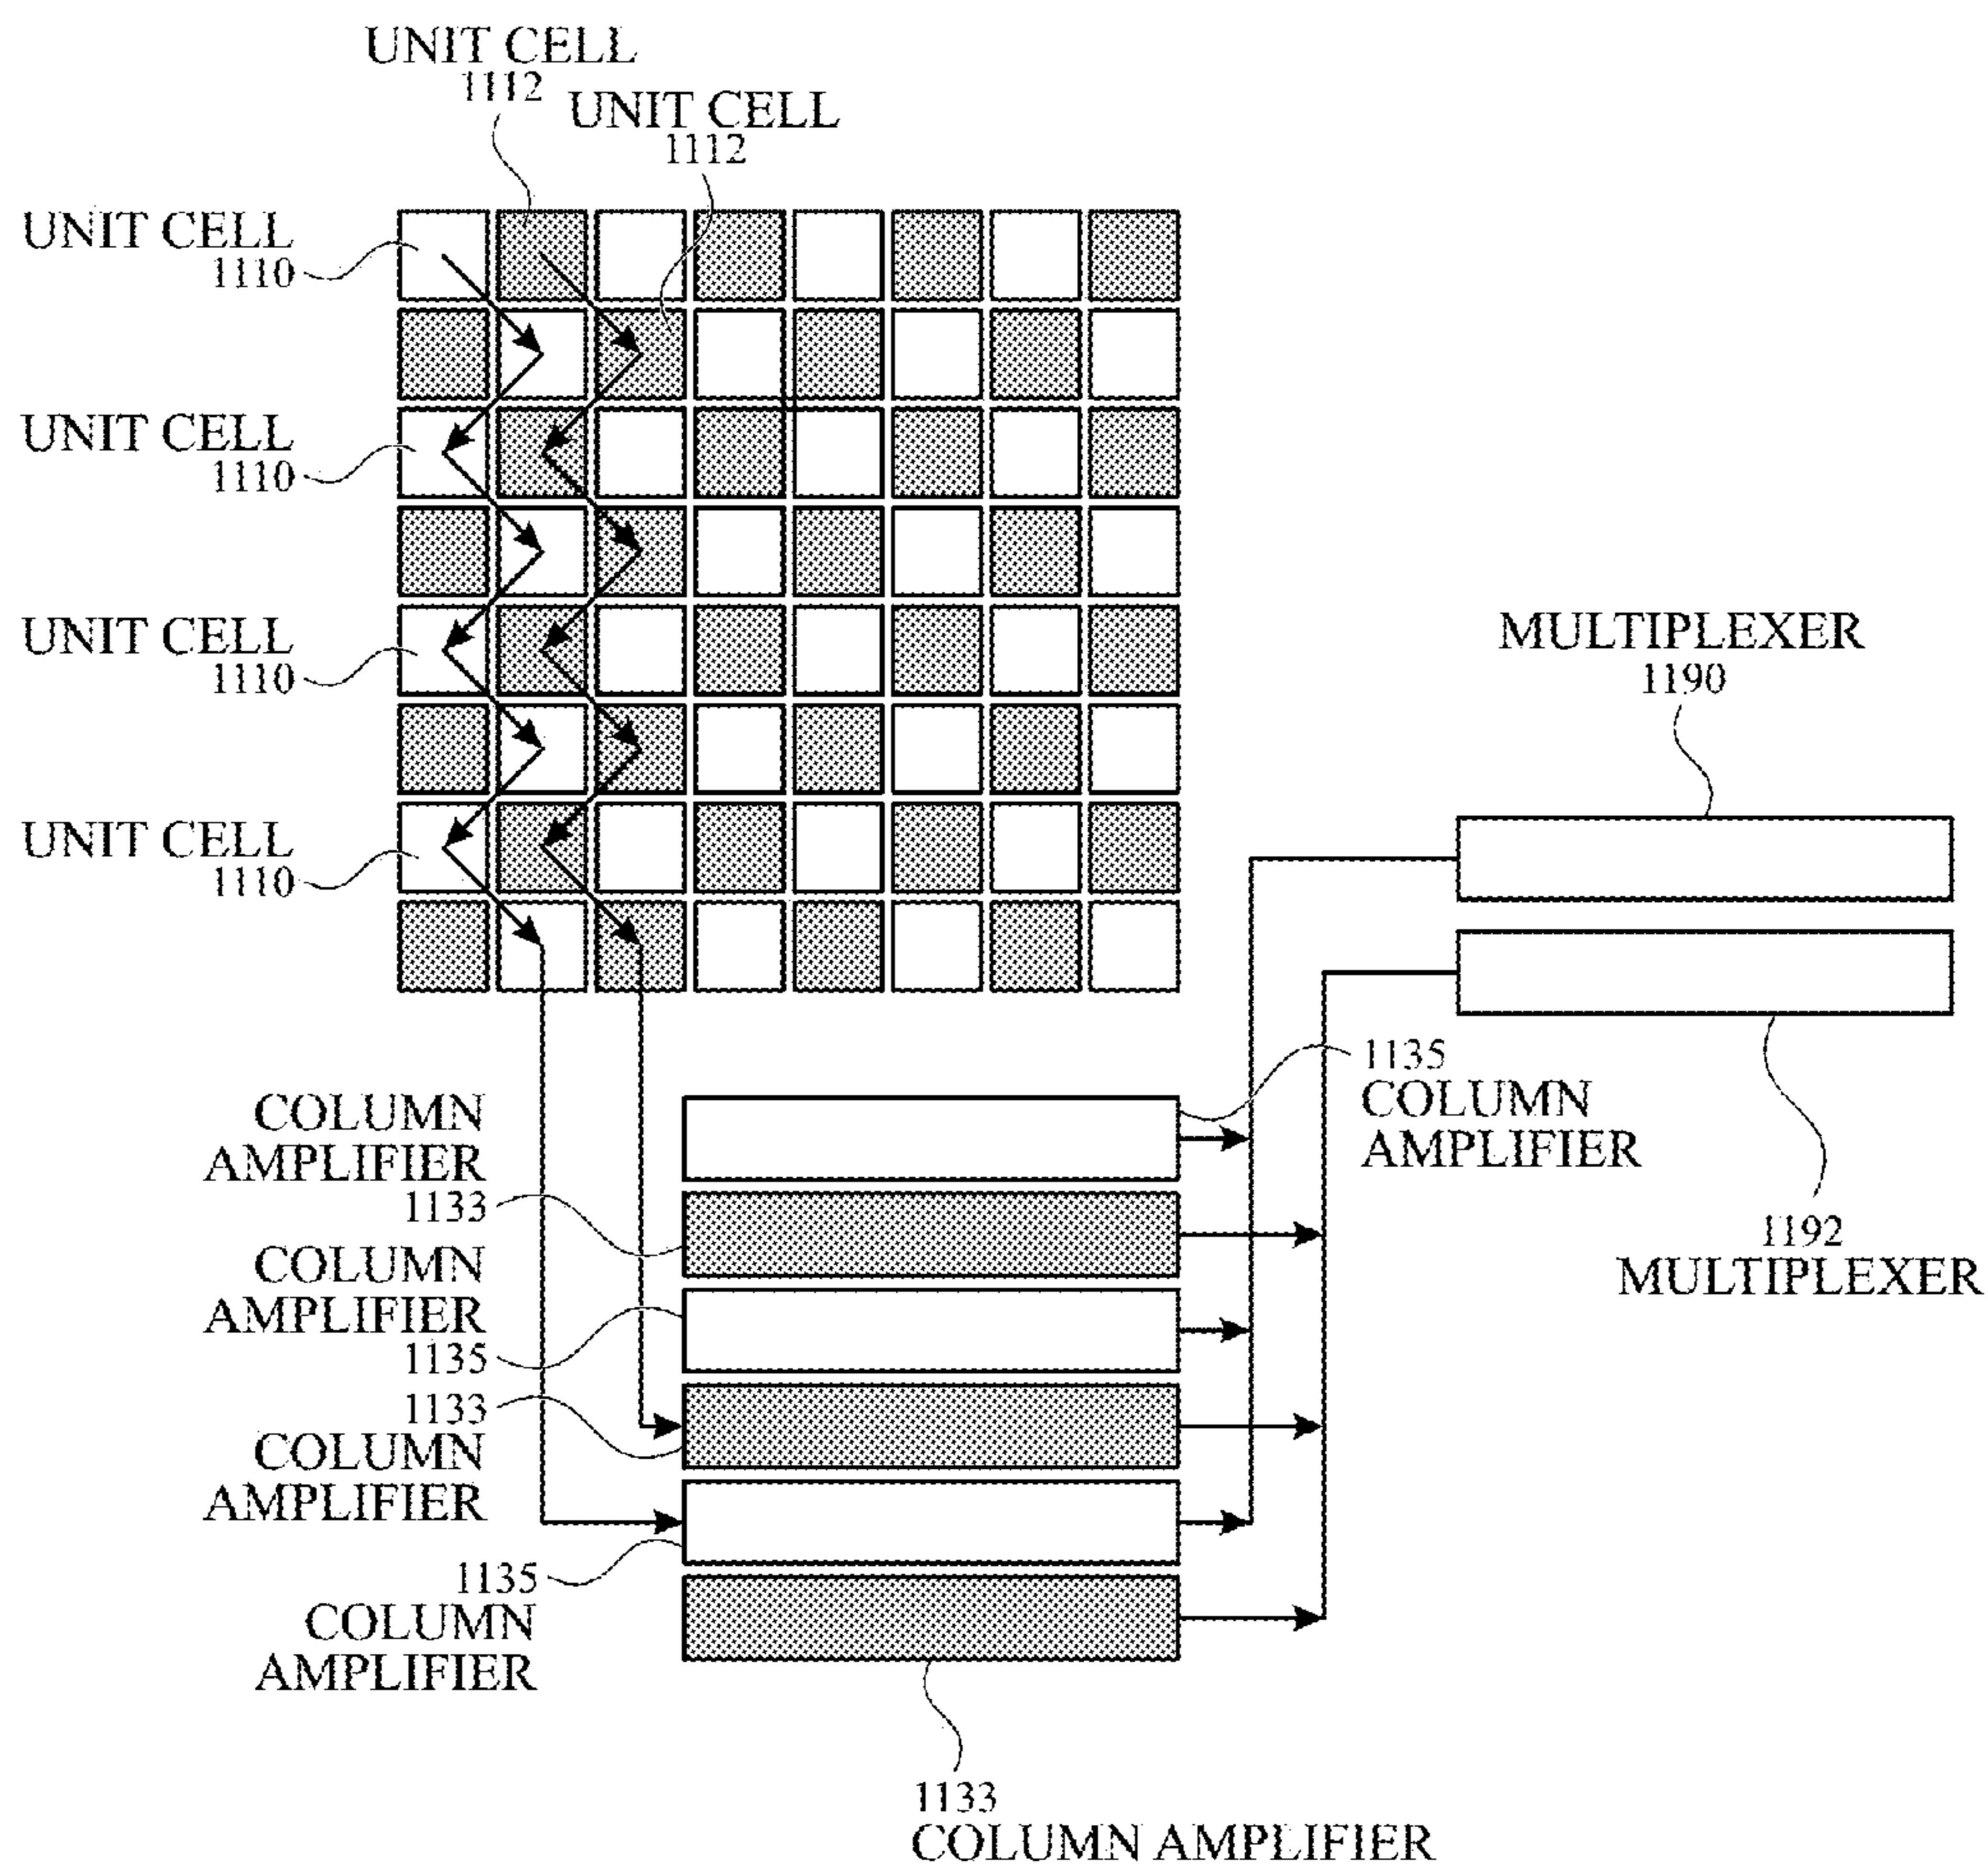 UNIT CELL
1112
UNIT CELL
1112
UNIT CELL
1110
UNIT CELL
1110
UNIT CELL
1110
MULTIPLEXER
1190
UNIT CELL
1110
1135
COLUMN
AMPLIFIER
COLUMN
AMPLIFIER
1133
1192
MULTIPLEXER
COLUMN
AMPLIFIER
1135
1133
COLUMN
AMPLIFIER
1135
COLUMN
AMPLIFIER
1133
COLUMN AMPLIFIER